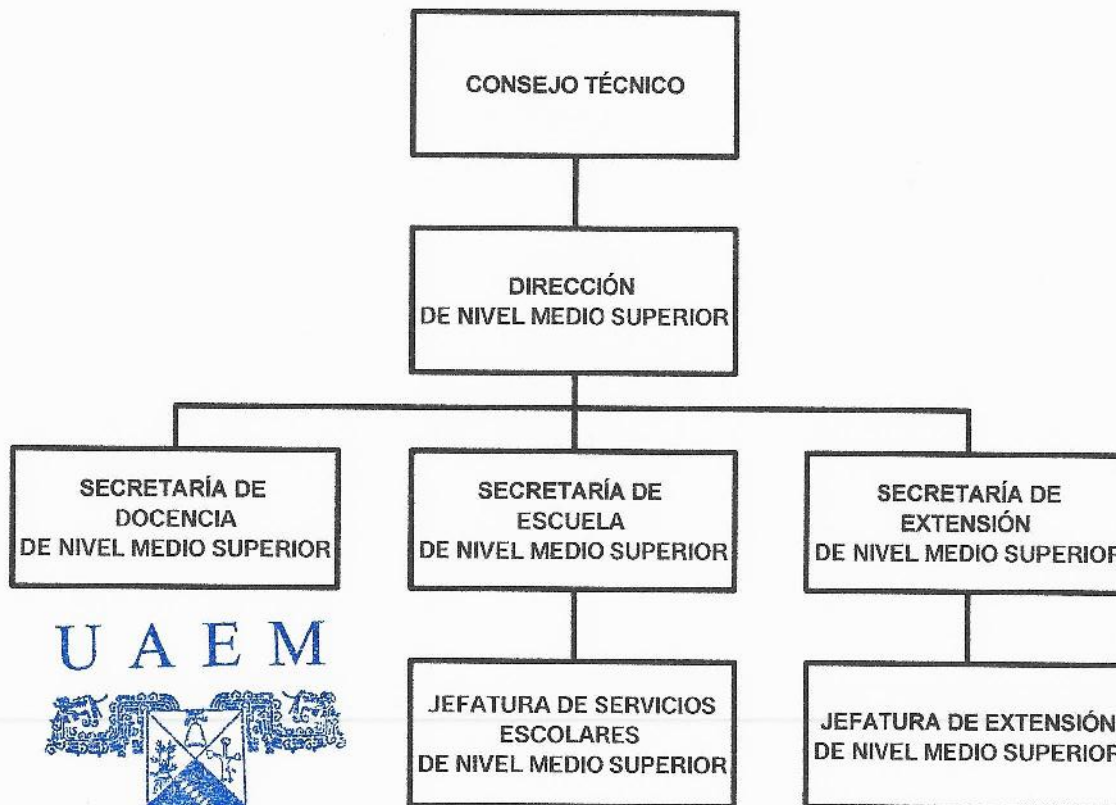 CONSEJO TÉCNICO
DIRECCIÓN
DE NIVEL MEDIO SUPERIOR
SECRETARÍA DE
DOCENCIA
DE NIVEL MEDIO SUPERIOR
SECRETARÍA DE
ESCUELA
DE NIVEL MEDIO SUPERIOR
SECRETARÍA DE
EXTENSIÓN
DE NIVEL MEDIO SUPERIOR
UAEM
JEFATURA DE SERVICIOS
ESCOLARES
DE NIVEL MEDIO SUPERIOR
JEFATURA DE EXTENSIÓN
DE NIVEL MEDIO SUPERIOR